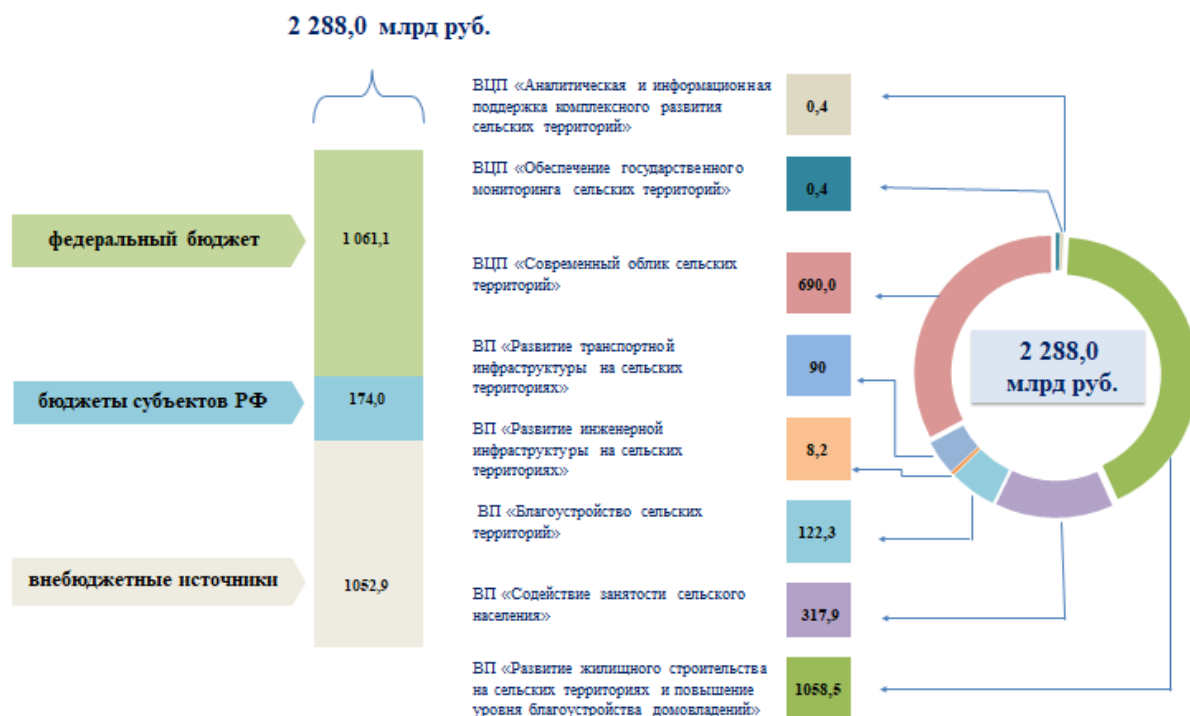 2 288,0 млрд руб.
федеральный бюджет
1 061,1
бюджеты субъектов РФ
174,0
внебюджетные источники
1052,9
ВЦП «Аналитическая и информационная
поддержка комплексного развития
сельских территорий»
0,4
ВЦП «Обеспечение государственного
мониторинга сельских территорий»
0,4
ВЦП «Современный облик сельских
территорий»
690,0
ВП «Развитие транспортной
инфраструктуры на сельских
территориях»
90
ВП «Развитие инженерной
инфраструктуры на сельских
территориях»
8,2
ВП «Благоустройство сельских
территорий»
122,3
ВП «Содействие занятости сельского
населения»
317,9
ВП «Развитие жилищного строительства
на сельских территориях и повышение
уровня благоустройства домовладений»
1058,5
2 288,0
млрд руб.